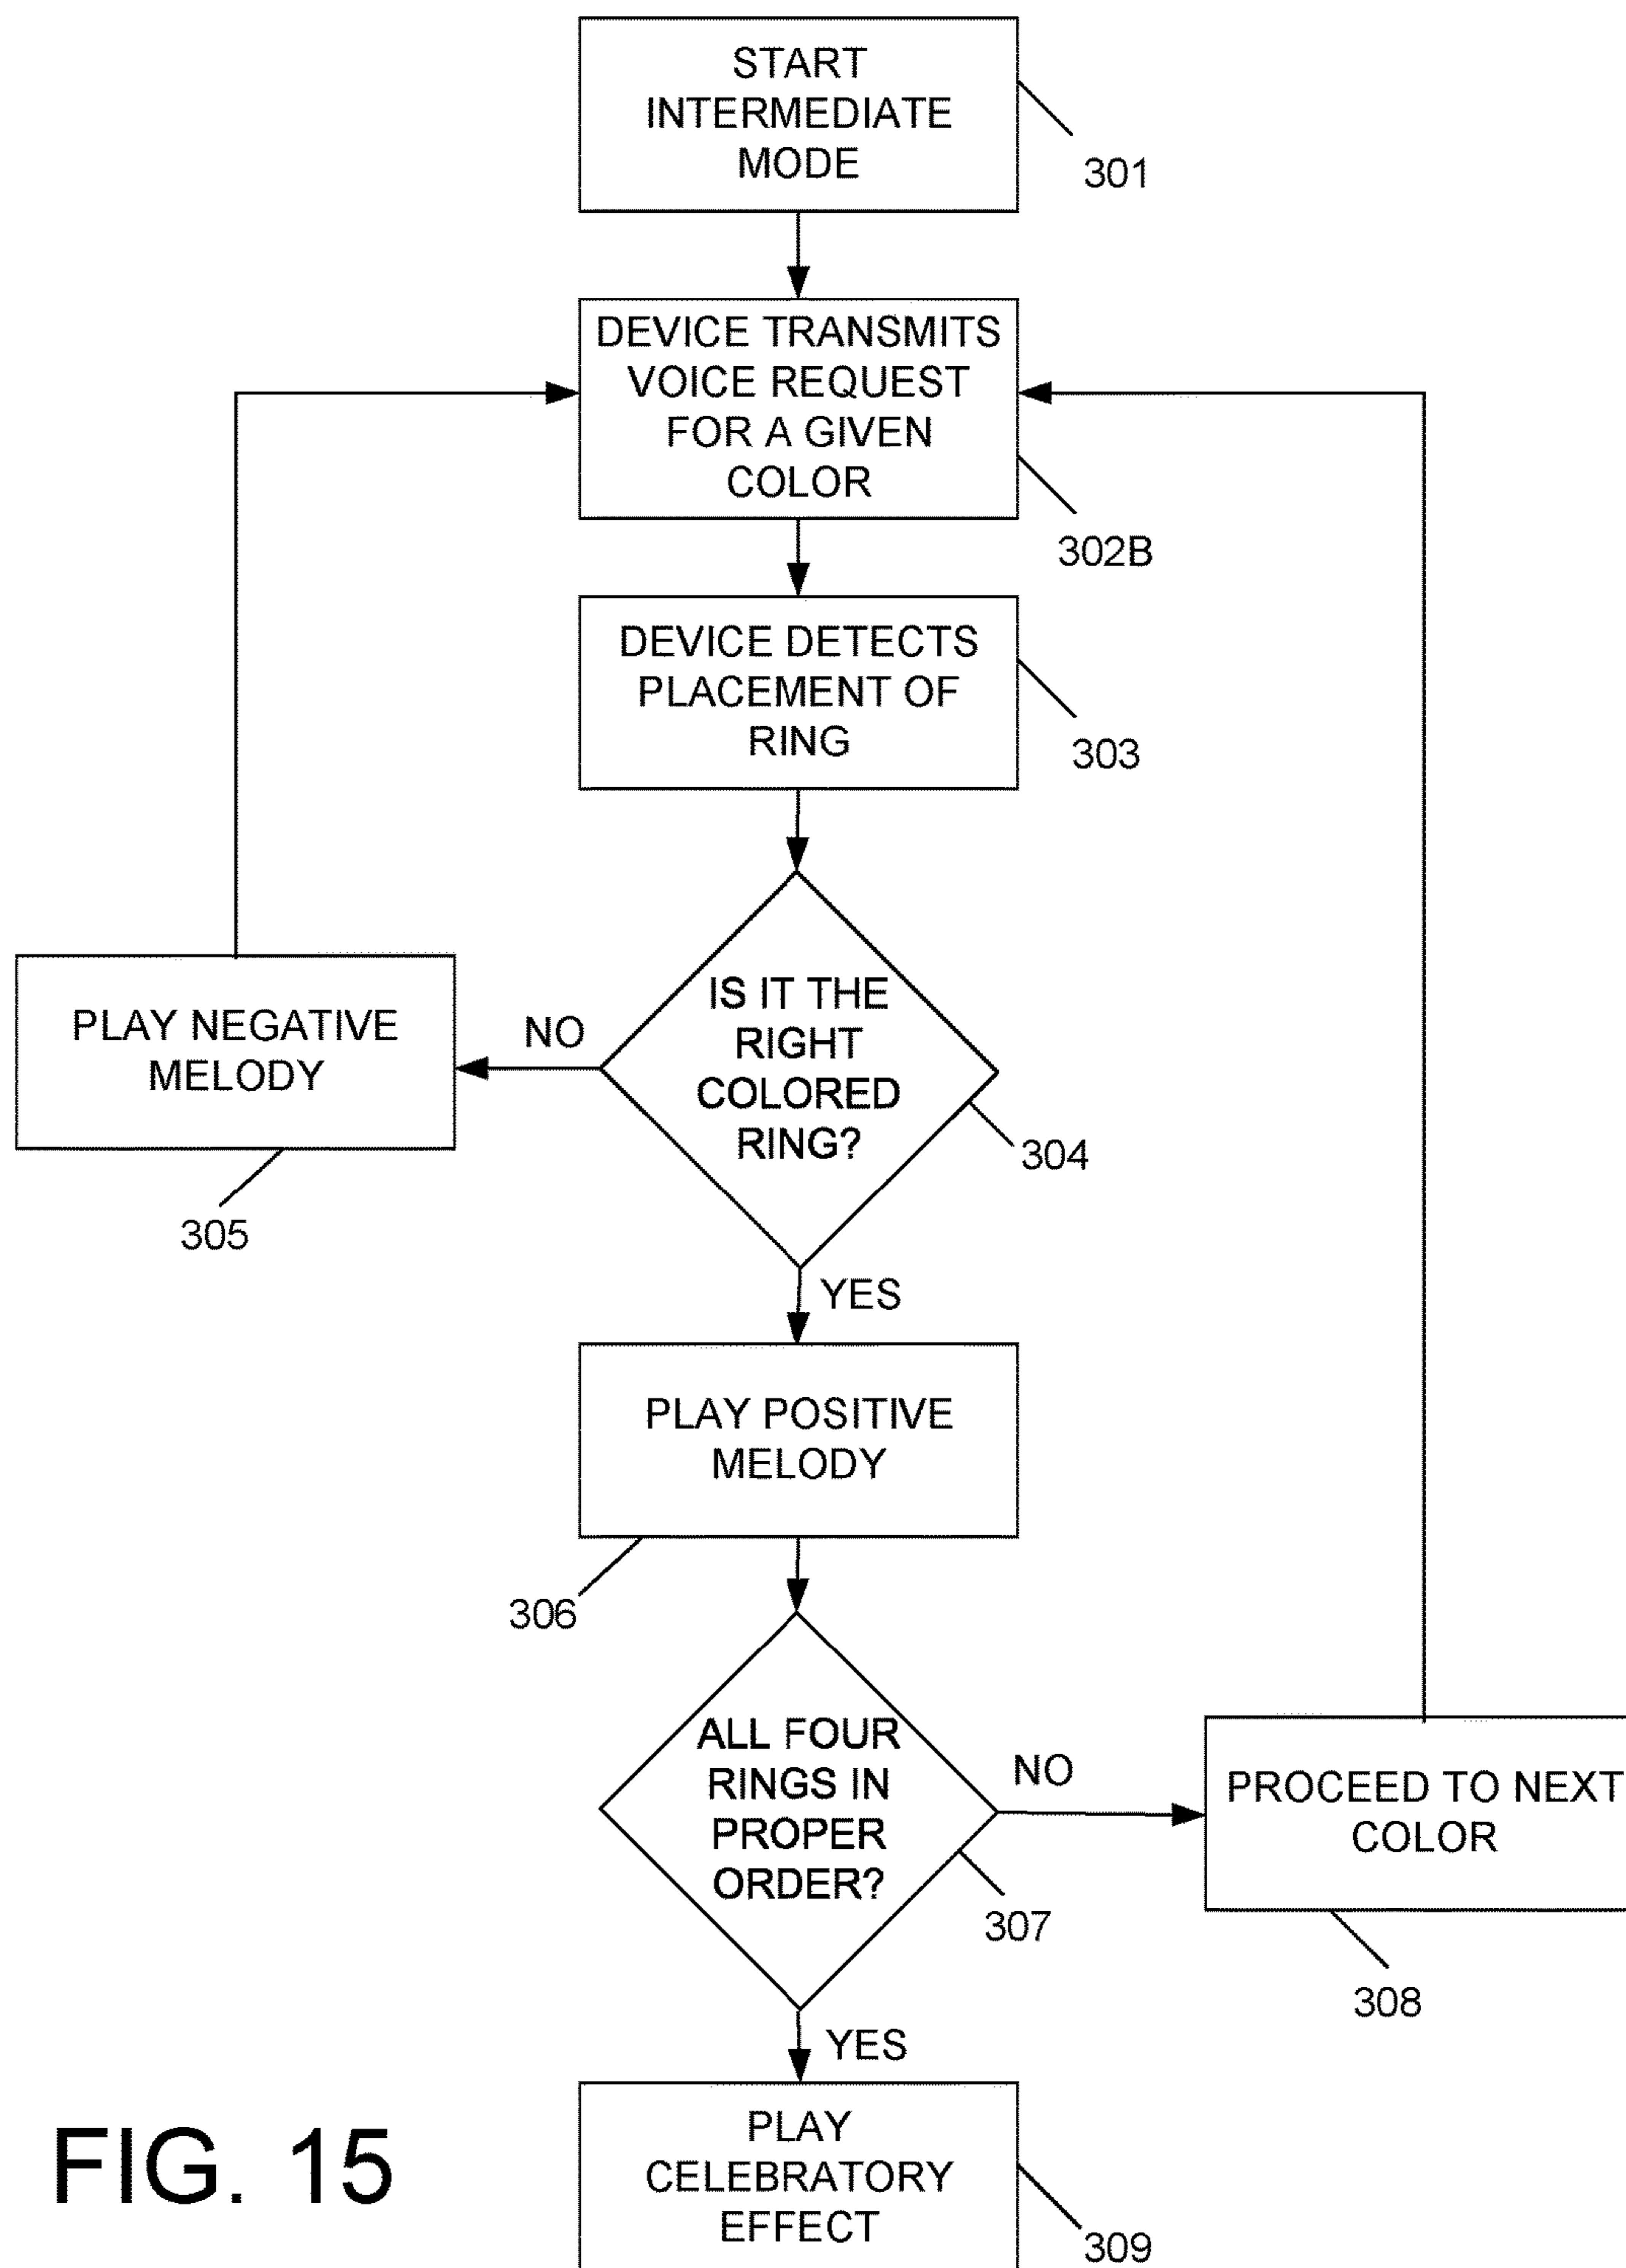 START
INTERMEDIATE
MODE
301
DEVICE TRANSMITS
VOICE REQUEST
FOR A GIVEN
COLOR
302B
DEVICE DETECTS
PLACEMENT OF
RING
303
IS IT THE
RIGHT
COLORED
RING?
304
NO
PLAY NEGATIVE
MELODY
305
YES
PLAY POSITIVE
MELODY
306
ALL FOUR
RINGS IN
PROPER
ORDER?
307
NO
PROCEED TO NEXT
COLOR
308
YES
PLAY
CELEBRATORY
EFFECT
309
FIG. 15